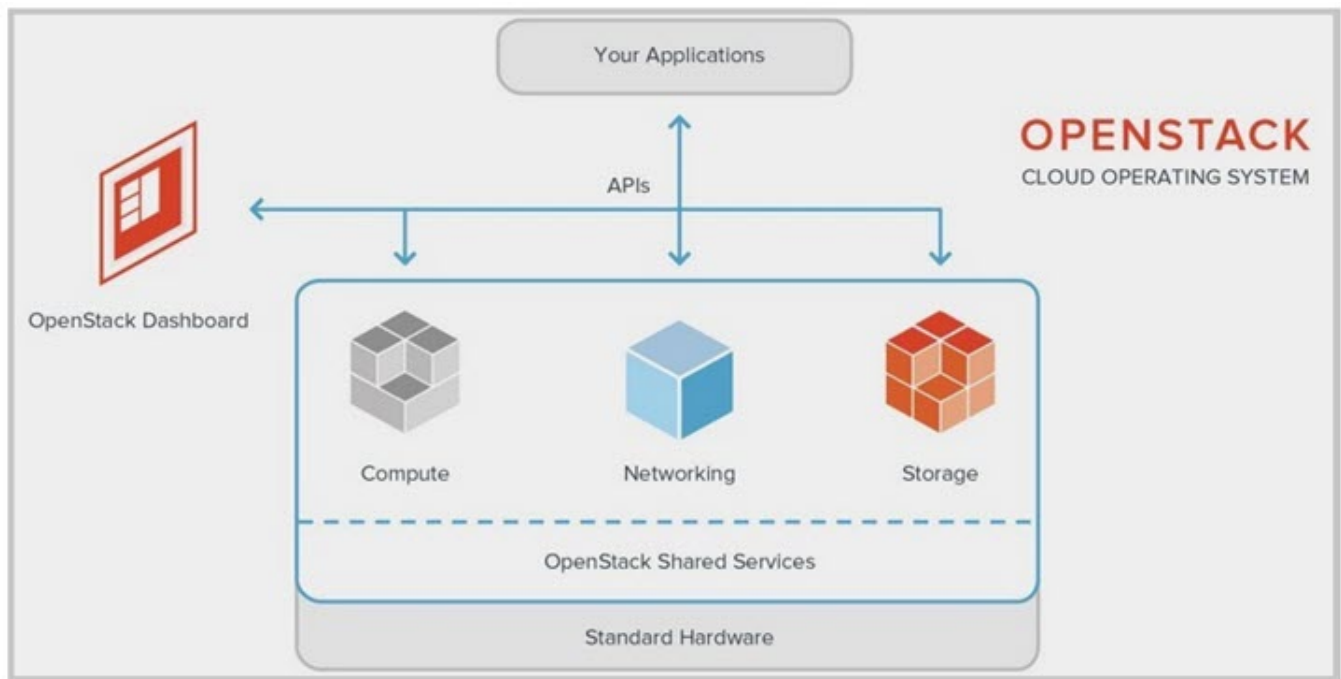 Your Applications
OPENSTACK
CLOUD OPERATING SYSTEM
APIs
OpenStack Dashboard
Compute
Networking
Storage
OpenStack Shared Services
Standard Hardware